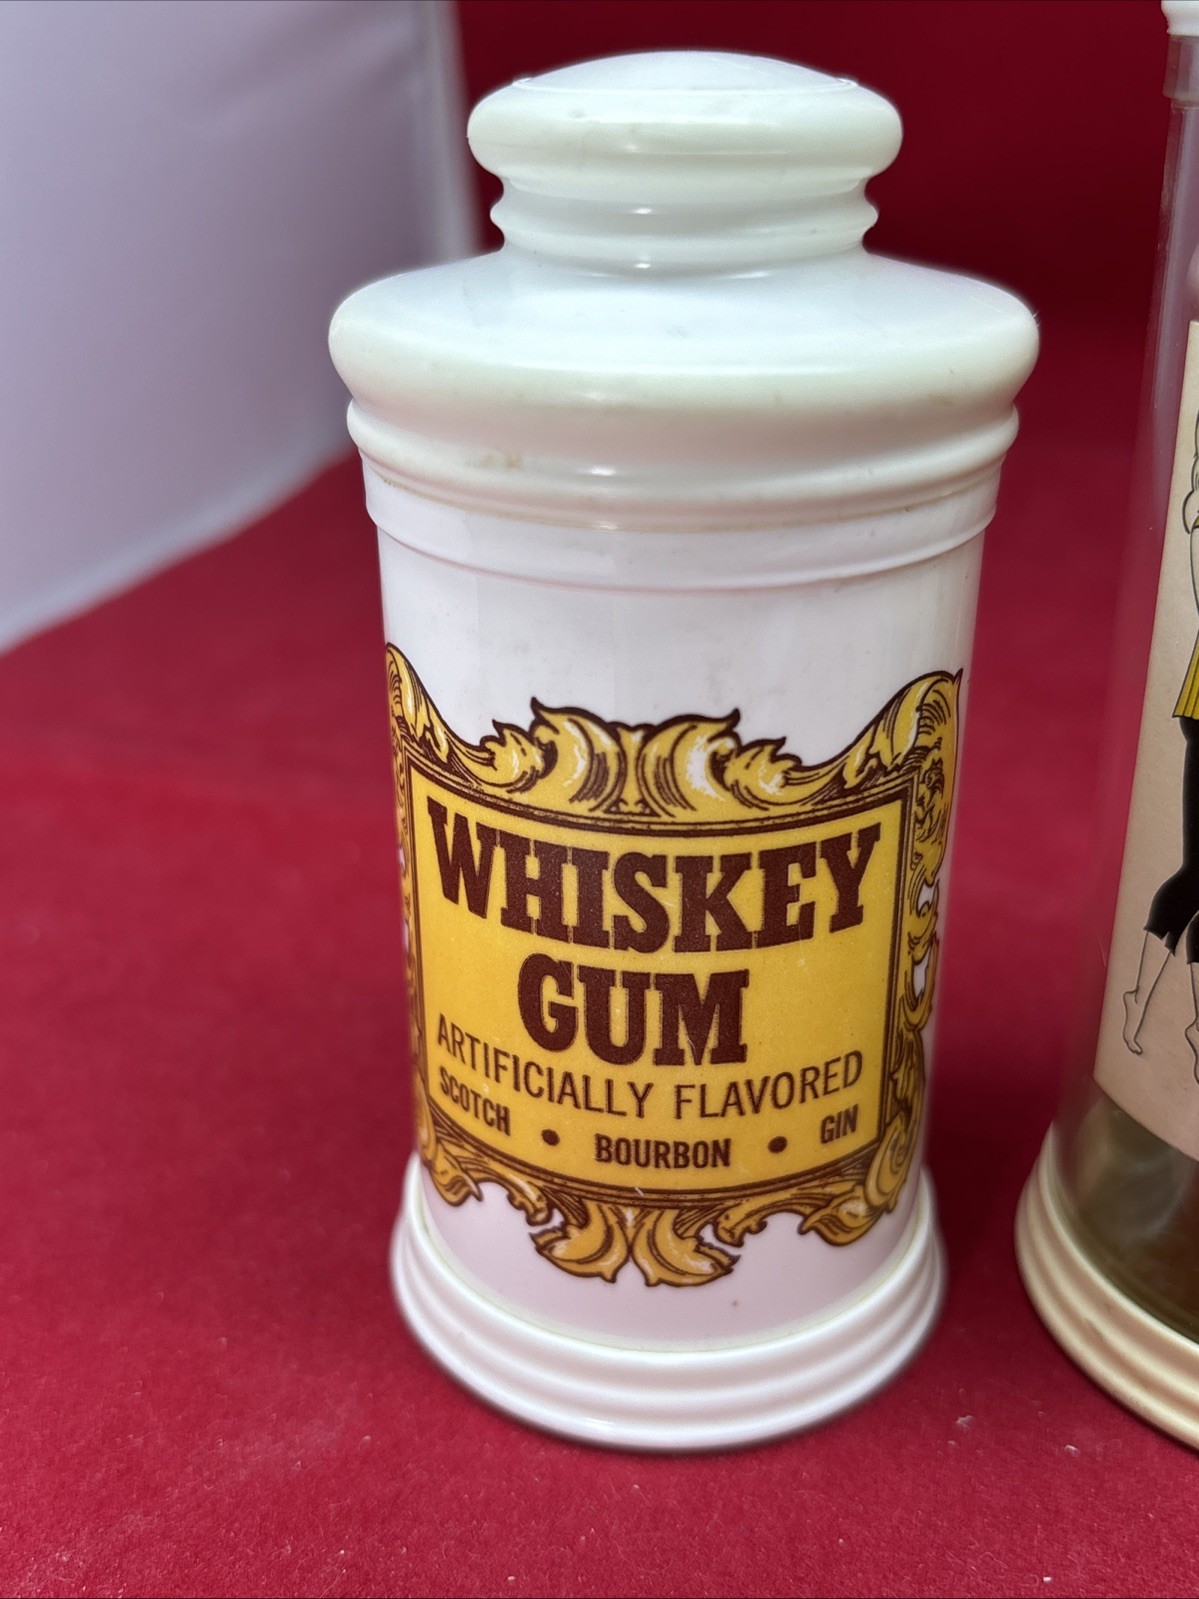 WHISKEY
GUM
ARTIFICIALLY FLAVORED
SCOTCH • BOURBON • GIN